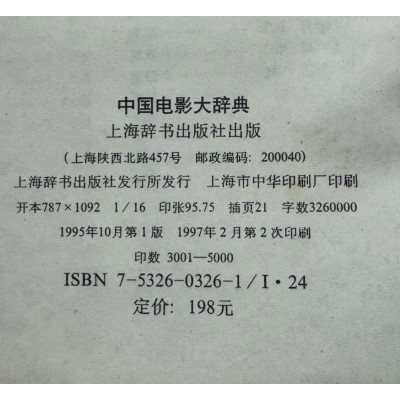 中国电影大辞典
上海辞书出版社出版
(上海陕西北路457号 邮政编码: 200040)
上海辞书出版社发行所发行 上海市中华印刷厂印刷
开本787×1092 1/16 印张95.75 插页21 字数3260000
1995年10月第1版 1997年2月第2次印刷
印数 3001—5000
ISBN 7-5326-0326-1/I·24
定价: 198元